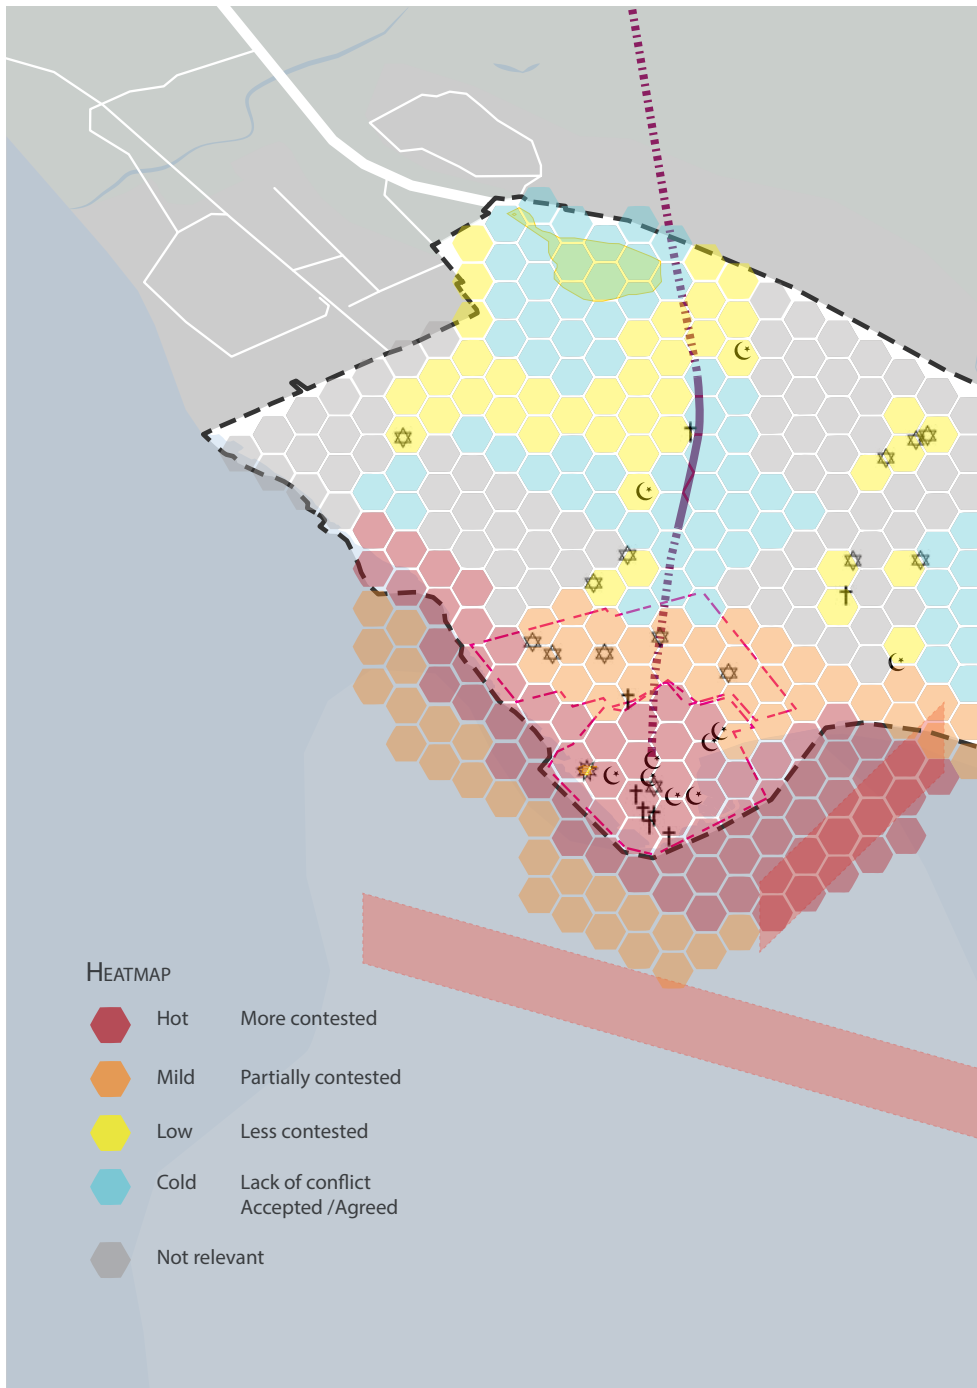 HEATMAP
Hot More contested
Mild Partially contested
Low Less contested
Cold Lack of conflict
Accepted /Agreed
Not relevant